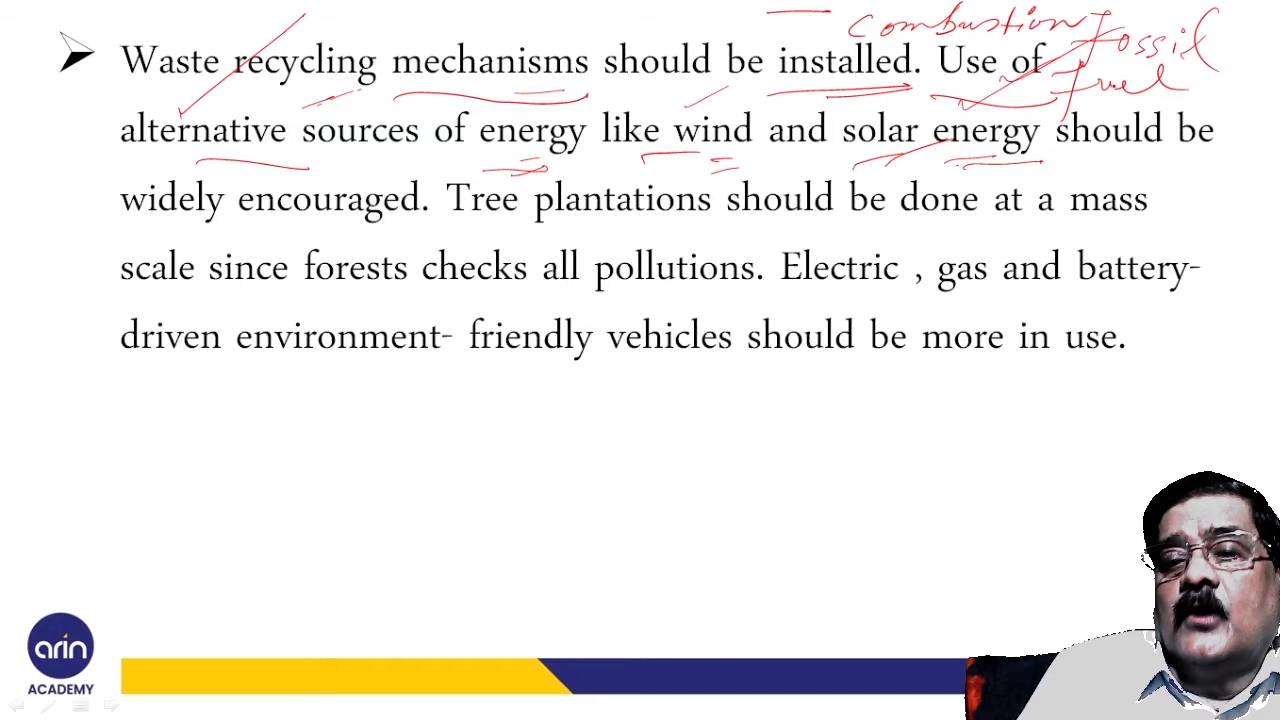 Combustion
Fossil
Fuel
Waste recycling mechanisms should be installed. Use of
alternative sources of energy like wind and solar energy should be
widely encouraged. Tree plantations should be done at a mass
scale since forests checks all pollutions. Electric , gas and battery-
driven environment- friendly vehicles should be more in use.
arin
ACADEMY